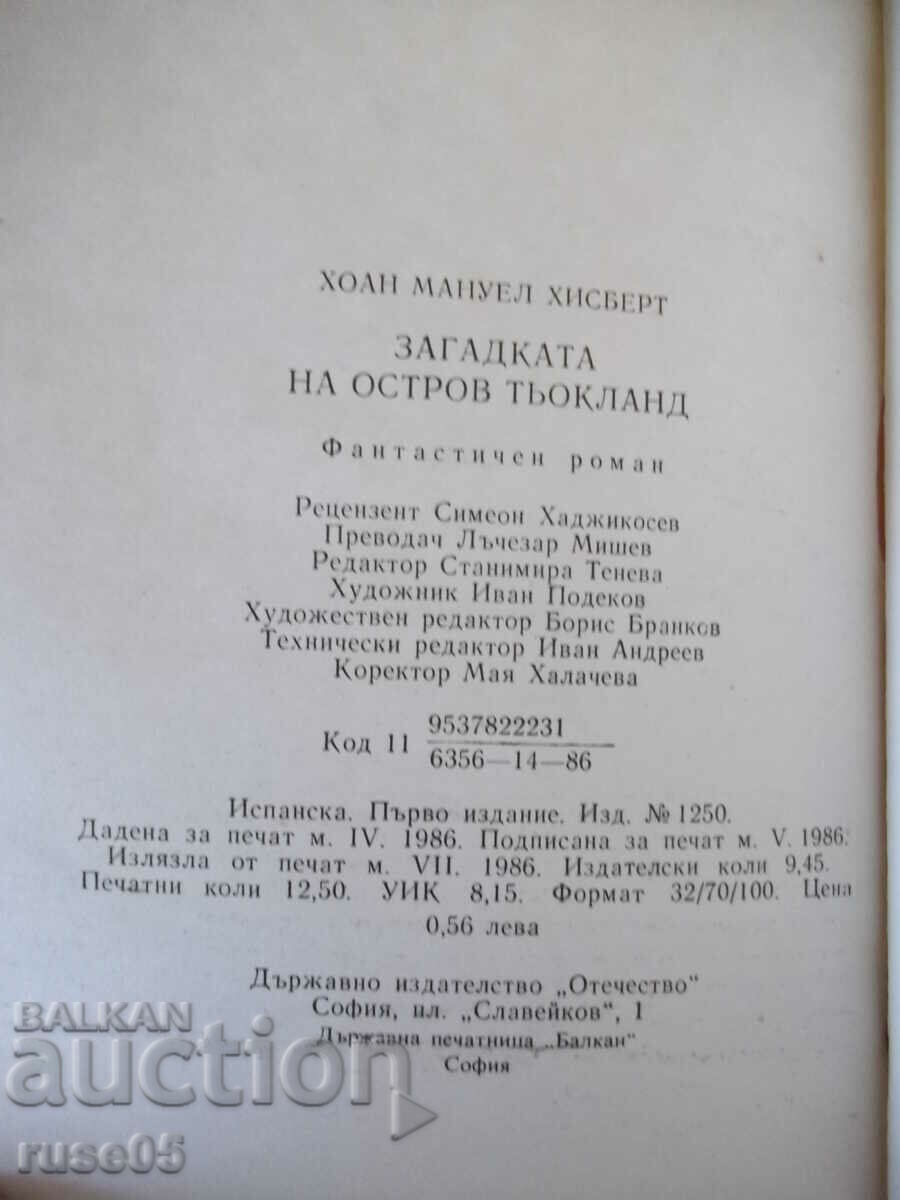 ХОАН МАНУЕЛ ХИСБЕРТ
ЗАГАДКАТА
НА ОСТРОВ ТЬОКЛАНД
Фантастичен роман
Рецензент Симеон Хаджикосев
Преводач Лъчезар Мишев
Редактор Станимира Тенева
Художник Иван Подеков
Художествен редактор Борис Бранков
Технически редактор Иван Андреев
Коректор Мая Халачева
Код 11 9537822231
6356—14—86
Испанска. Първо издание. Изд. № 1250.
Дадена за печат м. IV. 1986. Подписана за печат м. V. 1986.
Излязла от печат м. VII. 1986. Издателски коли 9,45.
Печатни коли 12,50. УИК 8,15. Формат 32/70/100. Цена
0,56 лева
Държавно издателство „Отечество“
София, пл. „Славейков“, 1
Държавна печатница „Балкан“
София
BALKAN
auction
ruse05